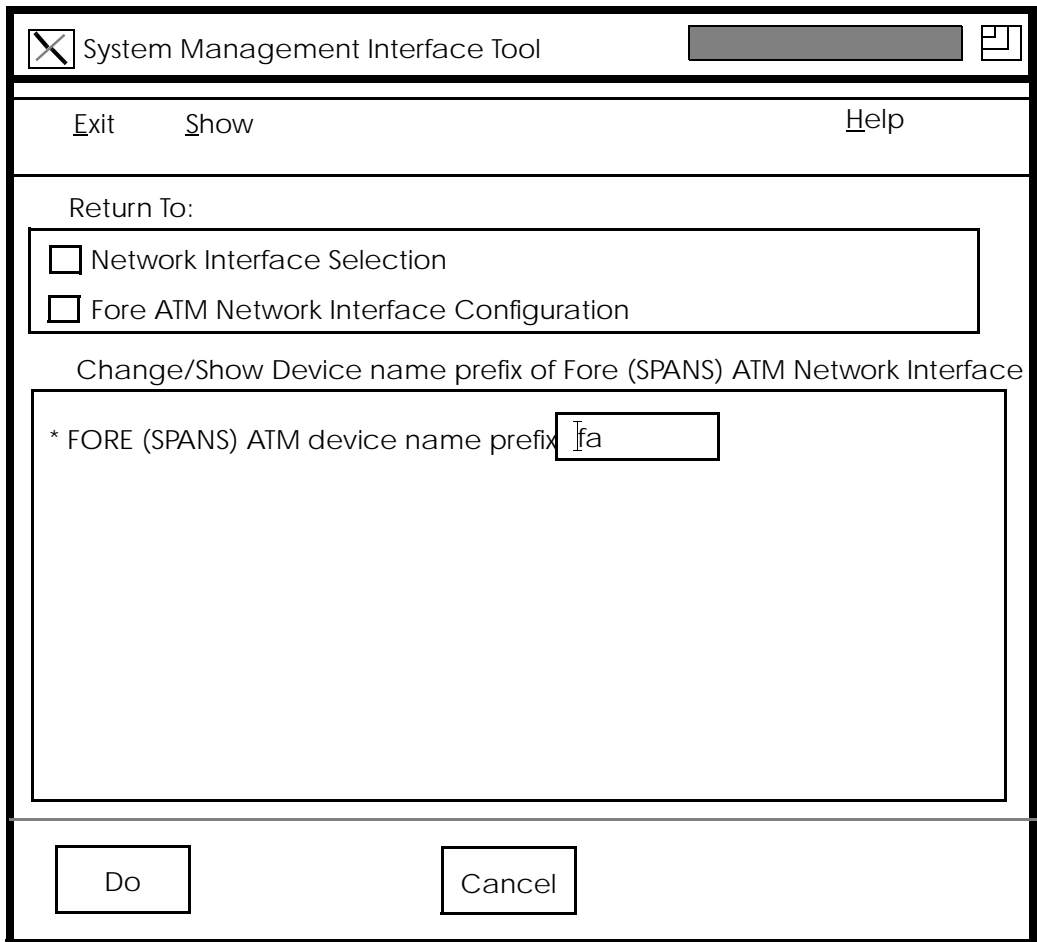 System Management Interface Tool
Exit Show Help
Return To:
Network Interface Selection
Fore ATM Network Interface Configuration
Change/Show Device name prefix of Fore (SPANS) ATM Network Interface
* FORE (SPANS) ATM device name prefix fa
Do Cancel